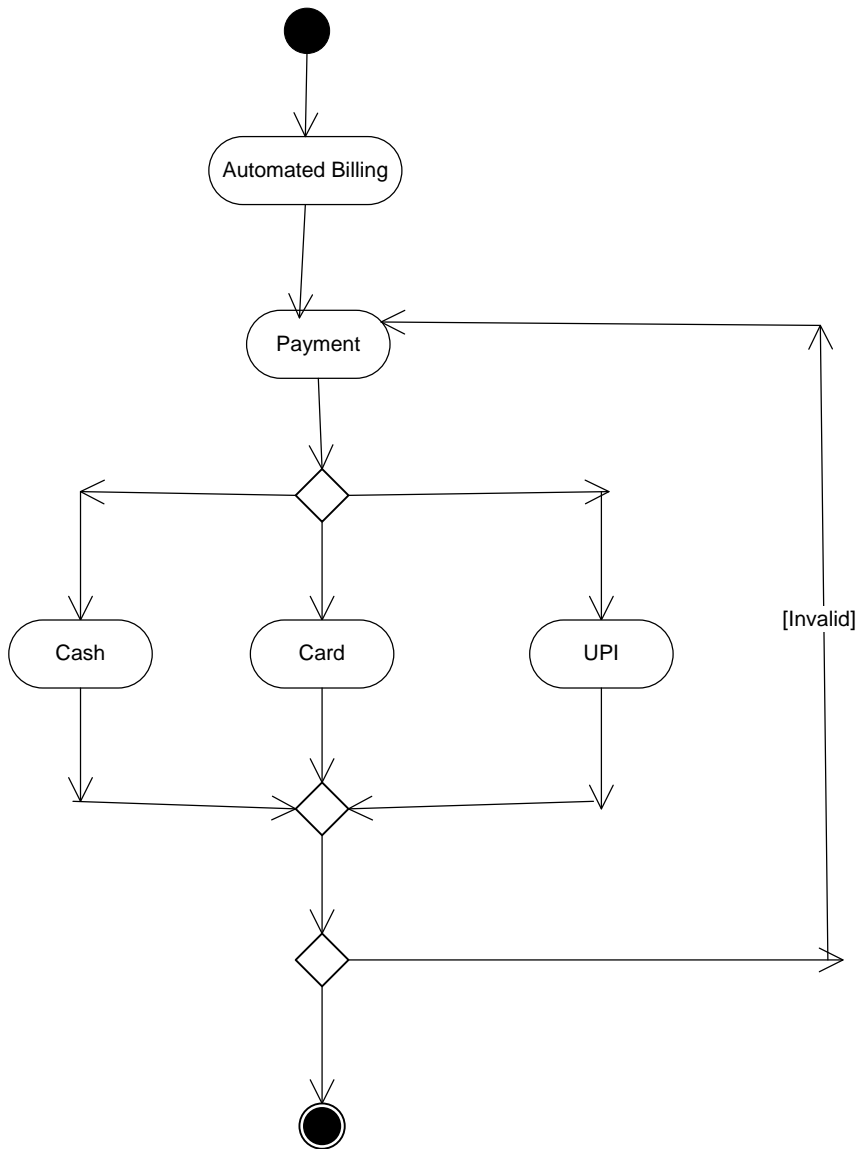 Automated Billing
Payment
[Invalid]
Cash
Card
UPI